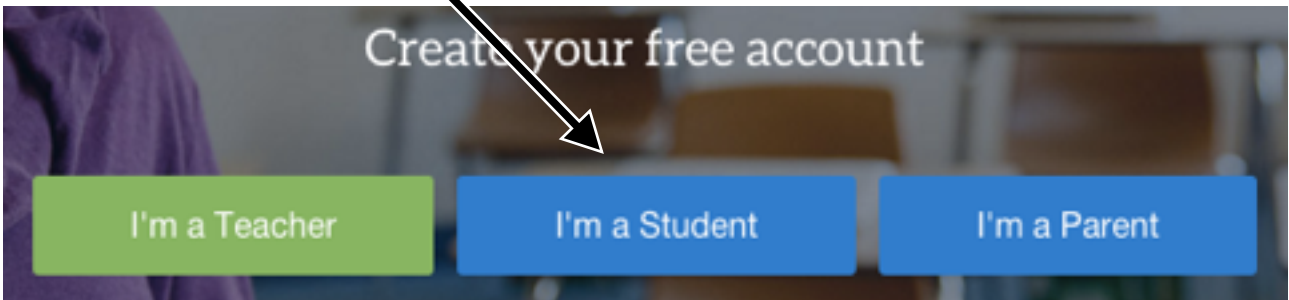 Create your free account
I'm a Teacher
I'm a Student
I'm a Parent